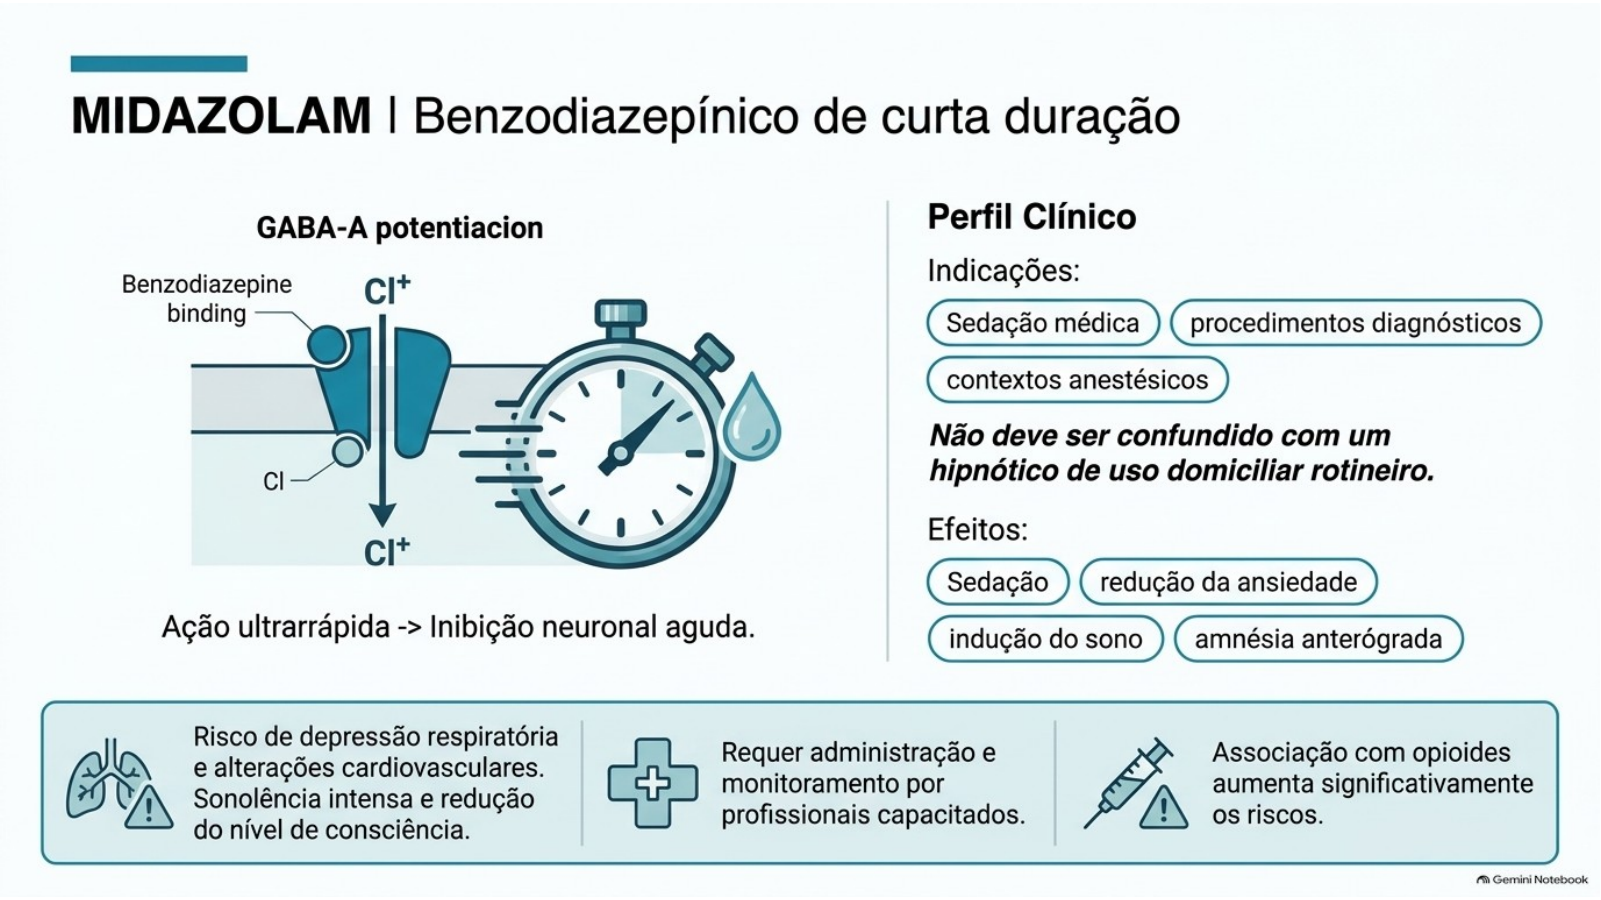 MIDAZOLAM | Benzodiazepínico de curta duração
GABA-A potentiacion
Benzodiazepine
binding
Cl⁺
Cl
Cl⁺
Ação ultrarrápida -> Inibição neuronal aguda.
Perfil Clínico
Indicações:
Sedação médica
procedimentos diagnósticos
contextos anestésicos
Não deve ser confundido com um
hipnótico de uso domiciliar rotineiro.
Efeitos:
Sedação
redução da ansiedade
indução do sono
amnésia anterógrada
Risco de depressão respiratória
e alterações cardiovasculares.
Sonolência intensa e redução
do nível de consciência.
Requer administração e
monitoramento por
profissionais capacitados.
Associação com opioides
aumenta significativamente
os riscos.
Gemini Notebook